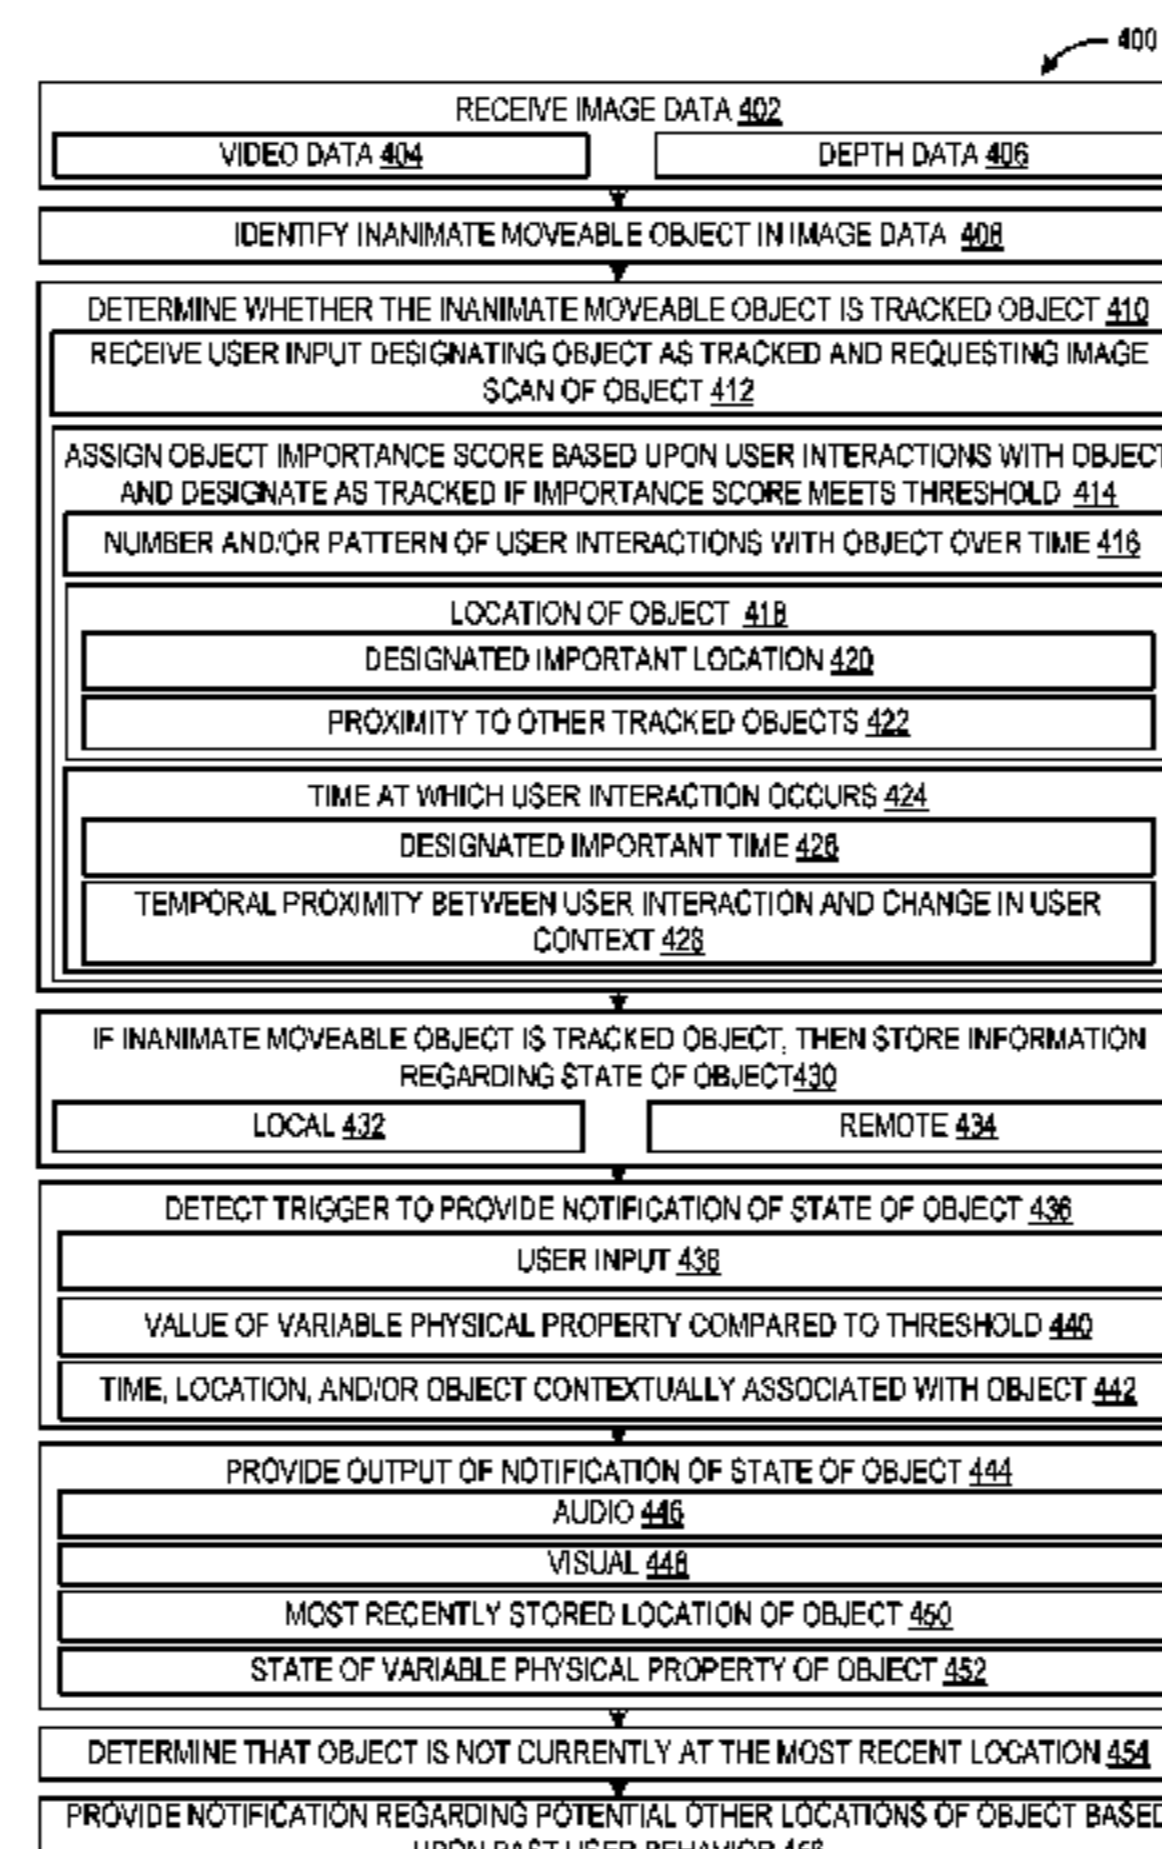 400
RECEIVE IMAGE DATA 402
VIDEO DATA 404
DEPTH DATA 406
IDENTIFY INANIMATE MOVEABLE OBJECT IN IMAGE DATA 408
DETERMINE WHETHER THE INANIMATE MOVEABLE OBJECT IS TRACKED OBJECT 410
RECEIVE USER INPUT DESIGNATING OBJECT AS TRACKED AND REQUESTING IMAGE
SCAN OF OBJECT 412
ASSIGN OBJECT IMPORTANCE SCORE BASED UPON USER INTERACTIONS WITH OBJECT
AND DESIGNATE AS TRACKED IF IMPORTANCE SCORE MEETS THRESHOLD 414
NUMBER AND/OR PATTERN OF USER INTERACTIONS WITH OBJECT OVER TIME 416
LOCATION OF OBJECT 418
DESIGNATED IMPORTANT LOCATION 420
PROXIMITY TO OTHER TRACKED OBJECTS 422
TIME AT WHICH USER INTERACTION OCCURS 424
DESIGNATED IMPORTANT TIME 426
TEMPORAL PROXIMITY BETWEEN USER INTERACTION AND CHANGE IN USER
CONTEXT 428
IF INANIMATE MOVEABLE OBJECT IS TRACKED OBJECT, THEN STORE INFORMATION
REGARDING STATE OF OBJECT430
LOCAL 432
REMOTE 434
DETECT TRIGGER TO PROVIDE NOTIFICATION OF STATE OF OBJECT 436
USER INPUT 438
VALUE OF VARIABLE PHYSICAL PROPERTY COMPARED TO THRESHOLD 440
TIME, LOCATION, AND/OR OBJECT CONTEXTUALLY ASSOCIATED WITH OBJECT 442
PROVIDE OUTPUT OF NOTIFICATION OF STATE OF OBJECT 444
AUDIO 446
VISUAL 448
MOST RECENTLY STORED LOCATION OF OBJECT 450
STATE OF VARIABLE PHYSICAL PROPERTY OF OBJECT 452
DETERMINE THAT OBJECT IS NOT CURRENTLY AT THE MOST RECENT LOCATION 454
PROVIDE NOTIFICATION REGARDING POTENTIAL OTHER LOCATIONS OF OBJECT BASED
UPON PAST USER BEHAVIOR 456